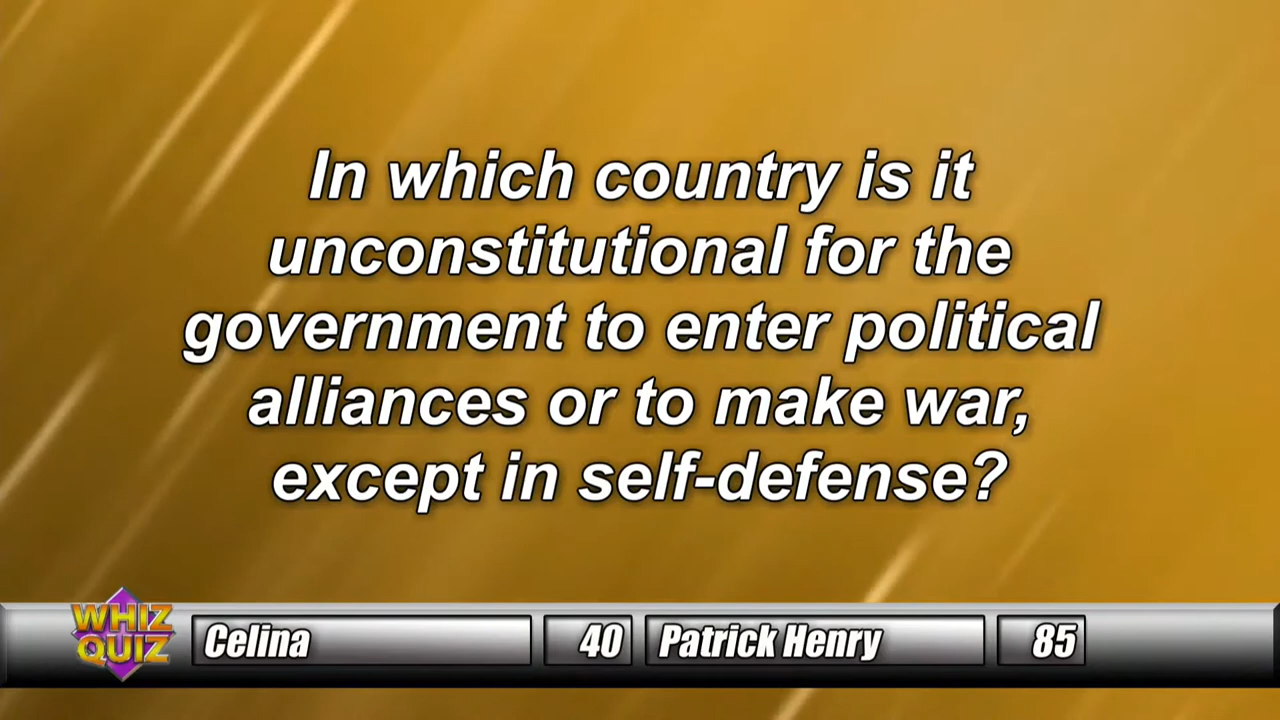 In which country is it
unconstitutional for the
government to enter political
alliances or to make war,
except in self-defense?
WHIZ
QUIZ
Celina
40
Patrick Henry
85